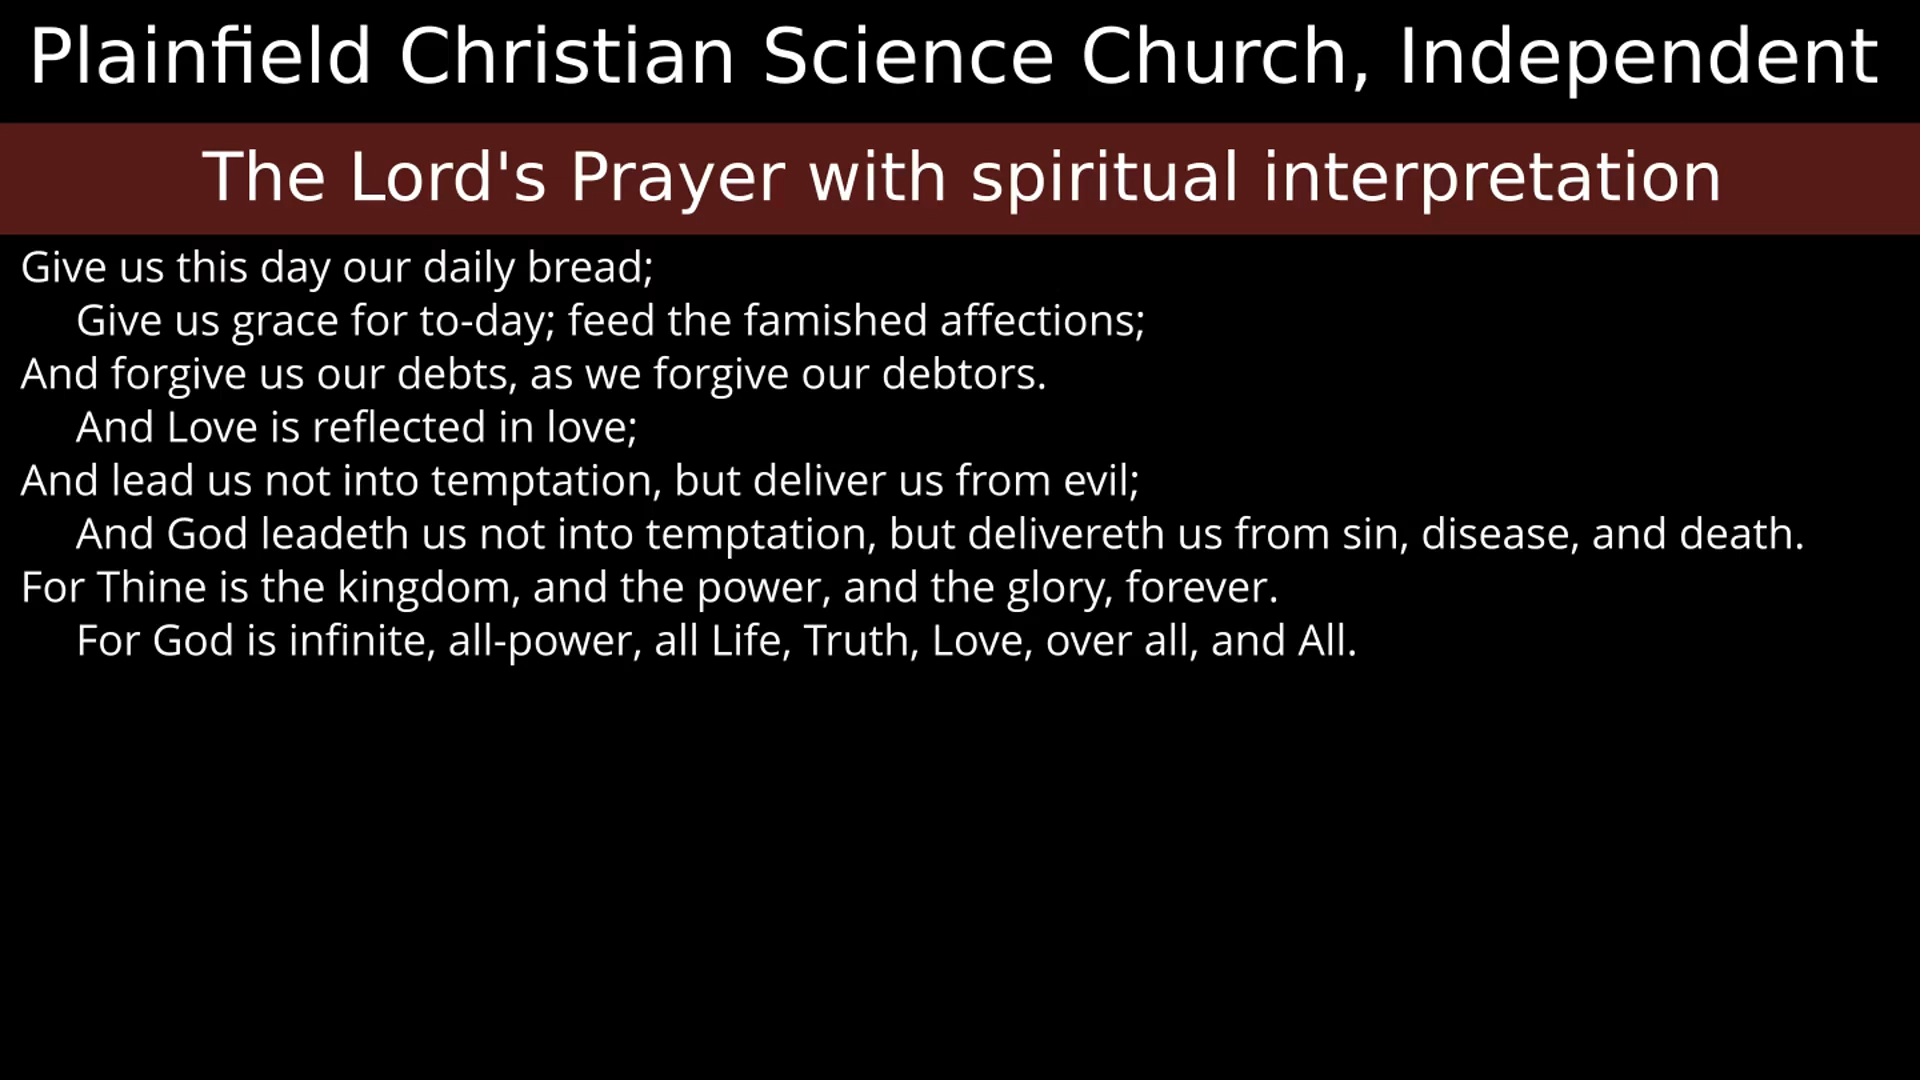 Plainfield Christian Science Church, Independent
The Lord's Prayer with spiritual interpretation
Give us this day our daily bread;
Give us grace for to-day; feed the famished affections;
And forgive us our debts, as we forgive our debtors.
And Love is reflected in love;
And lead us not into temptation, but deliver us from evil;
And God leadeth us not into temptation, but delivereth us from sin, disease, and death.
For Thine is the kingdom, and the power, and the glory, forever.
For God is infinite, all-power, all Life, Truth, Love, over all, and All.